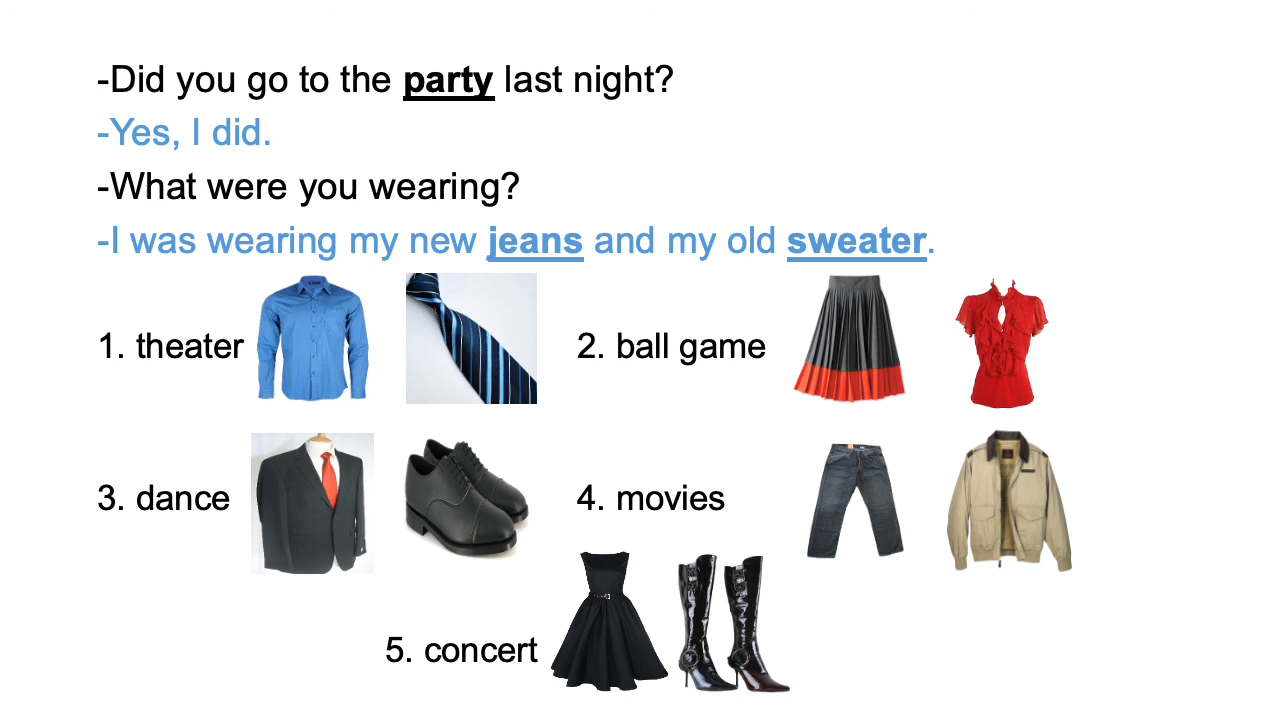 -Did you go to the party last night?
-Yes, I did.
-What were you wearing?
-I was wearing my new jeans and my old sweater.
1. theater
2. ball game
3. dance
4. movies
5. concert